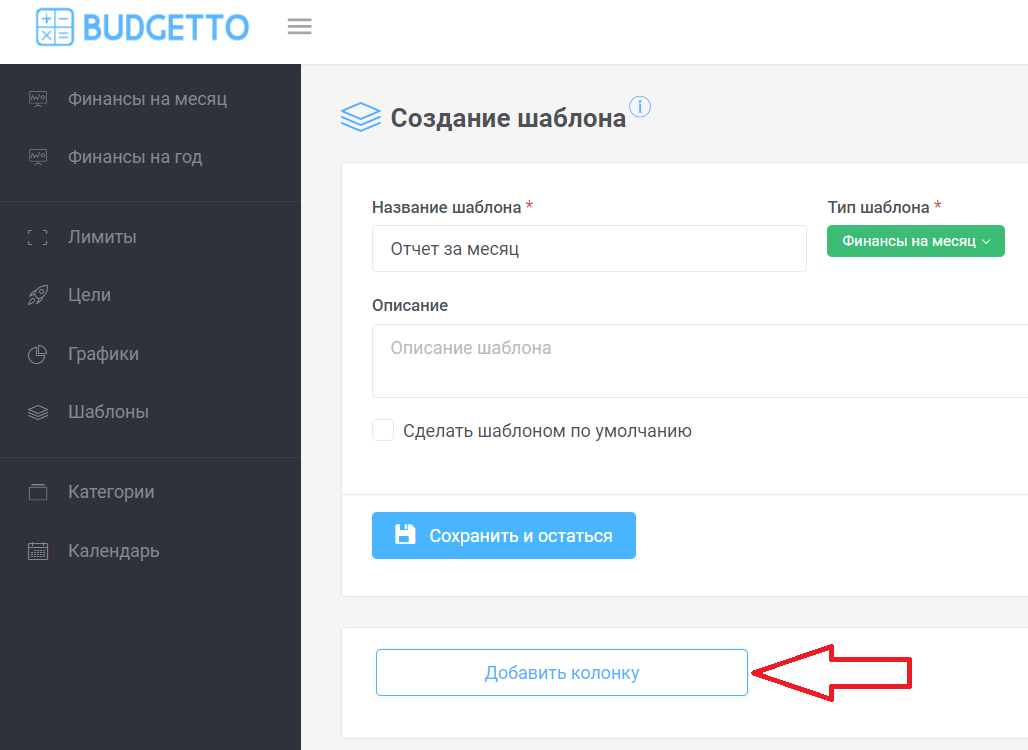 BUDGETTO
Финансы на месяц
Финансы на год
Лимиты
Цели
Графики
Шаблоны
Категории
Календарь
Создание шаблона i
Название шаблона *
Отчет за месяц
Тип шаблона *
Финансы на месяц
Описание
Описание шаблона
Сделать шаблоном по умолчанию
Сохранить и остаться
Добавить колонку